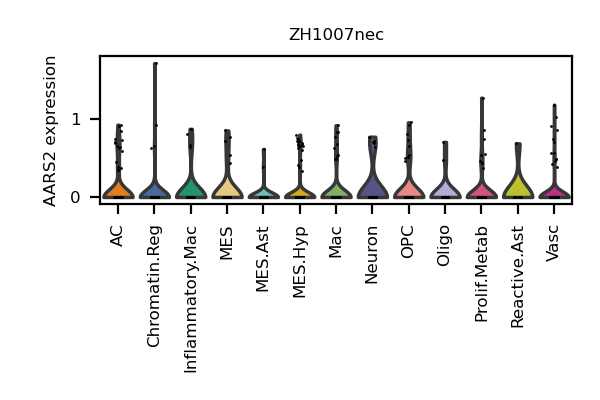 ZH1007nec
AARS2 expression
1
0
AC
Chromatin.Reg
Inflammatory.Mac
MES
MES.Ast
MES.Hyp
Mac
Neuron
OPC
Oligo
Prolif.Metab
Reactive.Ast
Vasc